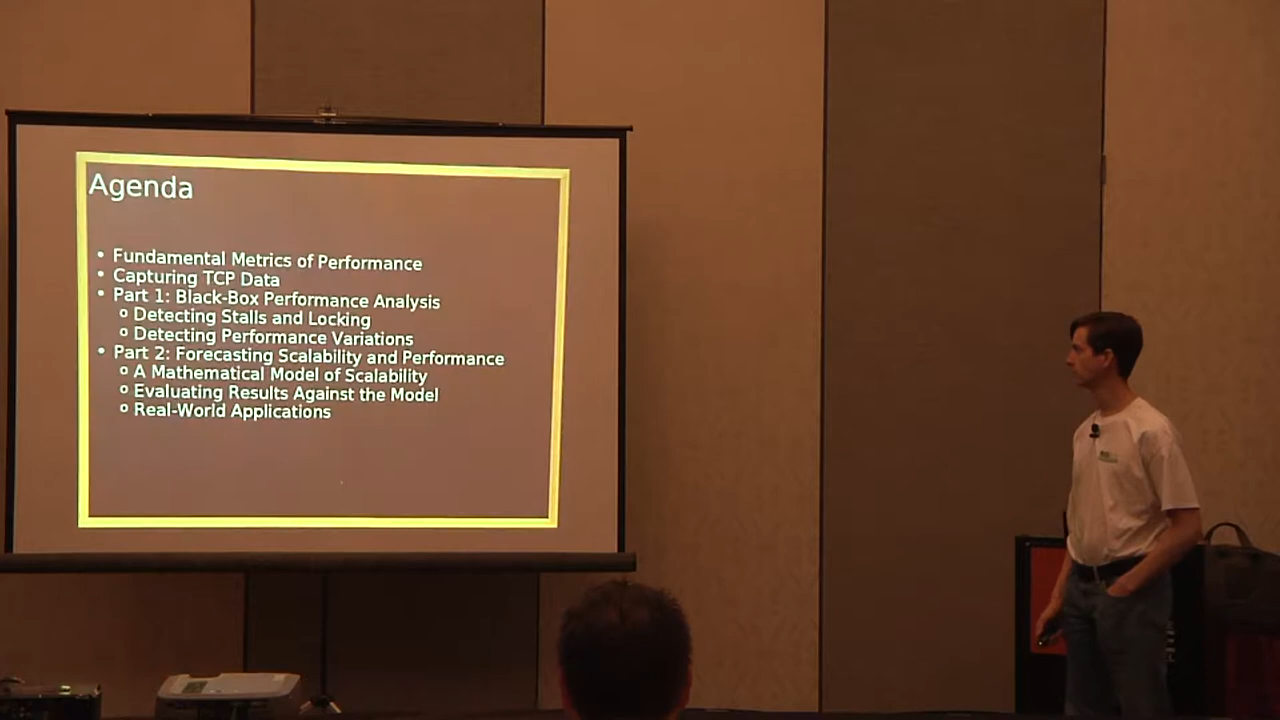 Agenda
• Fundamental Metrics of Performance
• Capturing TCP Data
• Part 1: Black-Box Performance Analysis
o Detecting Stalls and Locking
o Detecting Performance Variations
• Part 2: Forecasting Scalability and Performance
o A Mathematical Model of Scalability
o Evaluating Results Against the Model
o Real-World Applications